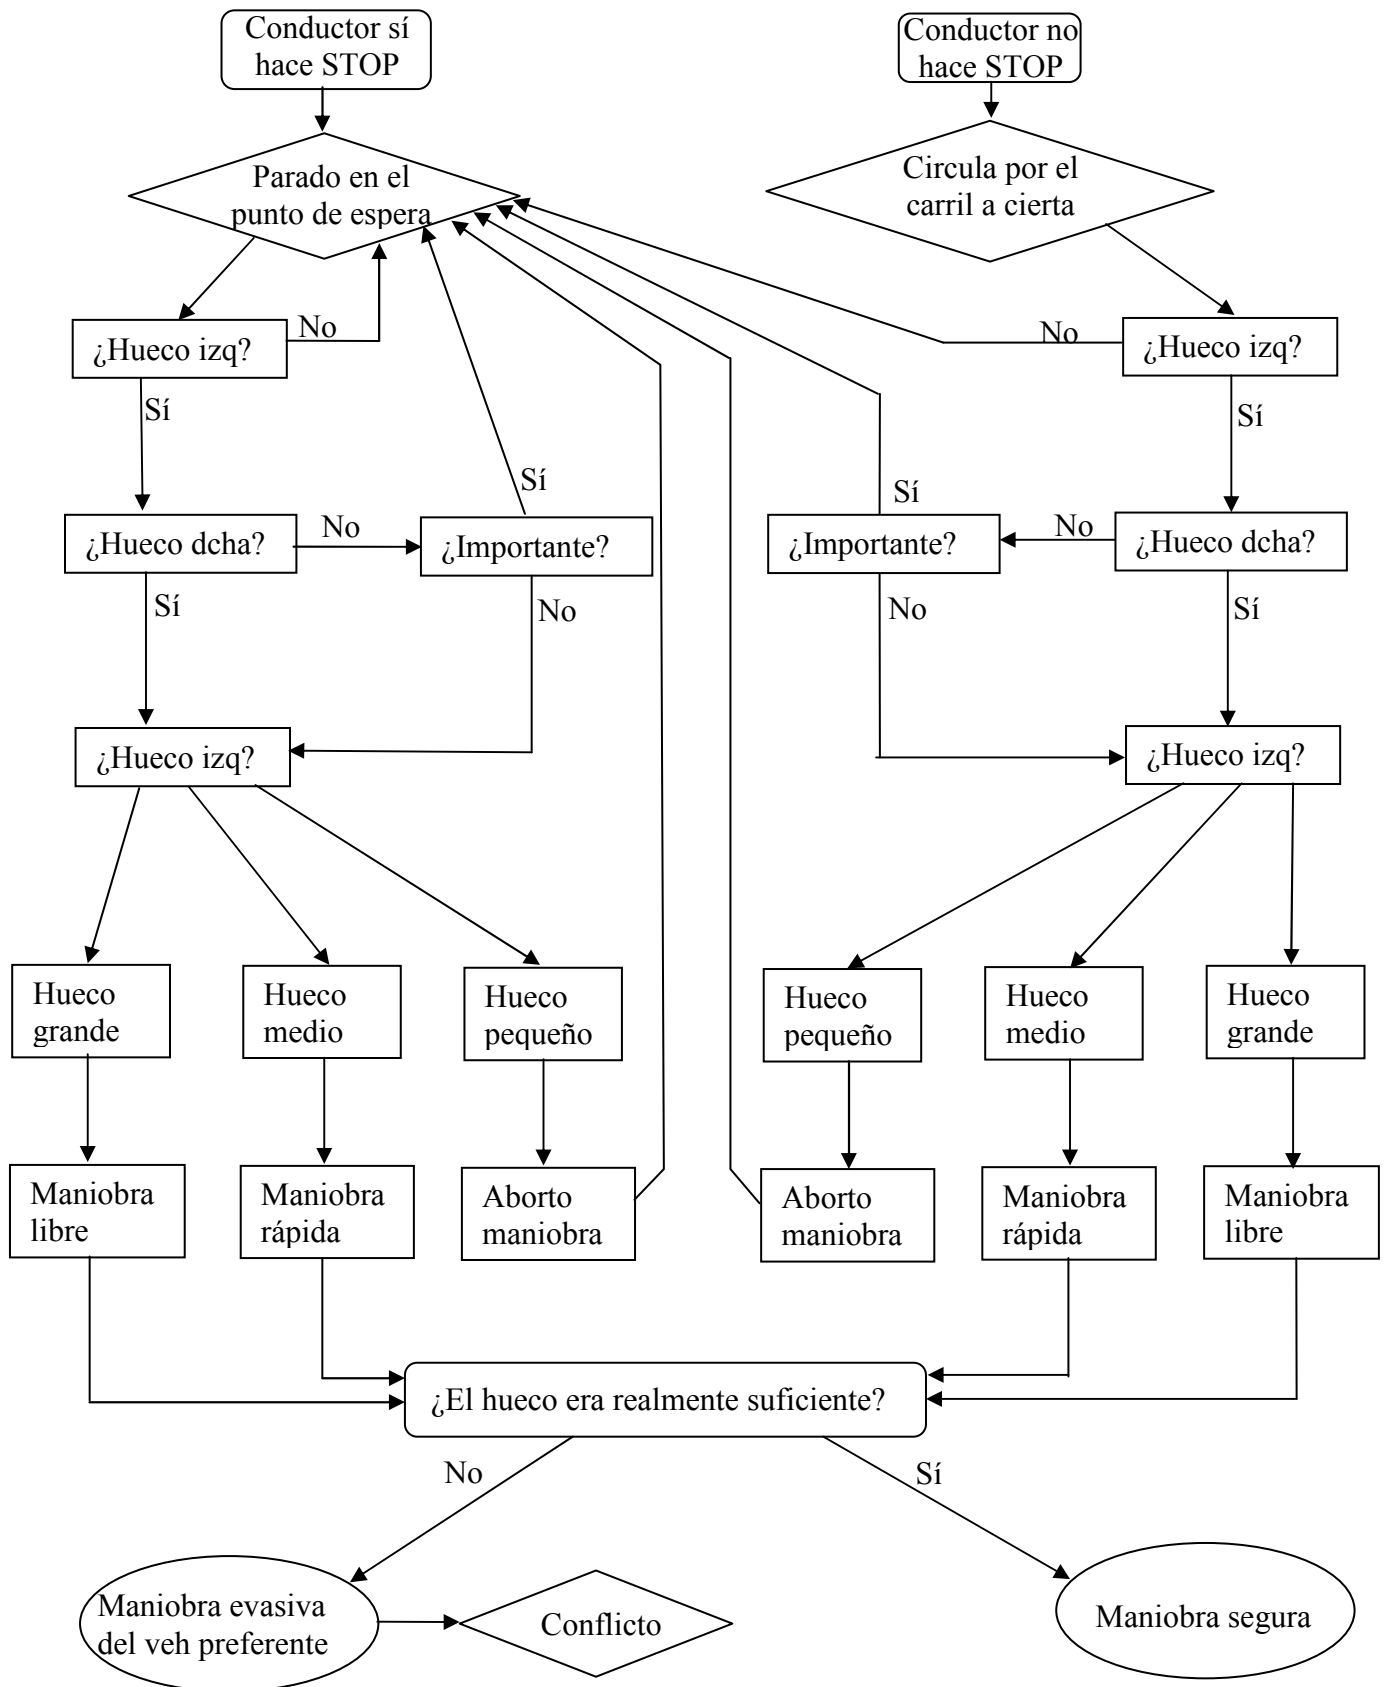 Conductor sí
hace STOP
Conductor no
hace STOP
Parado en el
punto de espera
Circula por el
carril a cierta
¿Hueco izq?
No
No
¿Hueco izq?
Sí
Sí
Sí
Sí
¿Hueco dcha?
No
¿Importante?
¿Importante?
No
¿Hueco dcha?
Sí
No
No
Sí
¿Hueco izq?
¿Hueco izq?
Hueco
grande
Hueco
medio
Hueco
pequeño
Hueco
pequeño
Hueco
medio
Hueco
grande
Maniobra
libre
Maniobra
rápida
Aborto
maniobra
Aborto
maniobra
Maniobra
rápida
Maniobra
libre
¿El hueco era realmente suficiente?
No
Sí
Maniobra evasiva
del veh preferente
Conflicto
Maniobra segura